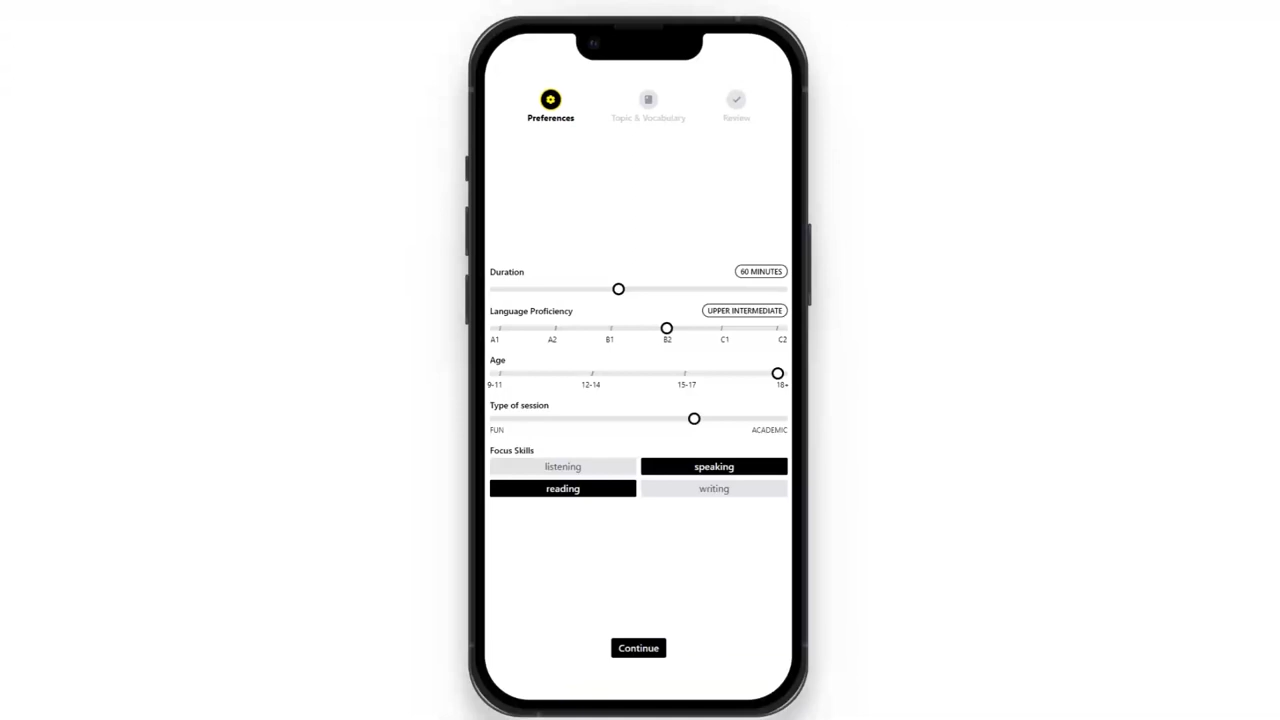 Preferences Topic & Vocabulary Review
Duration 60 MINUTES
Language Proficiency UPPER INTERMEDIATE
A1 A2 B1 B2 C1 C2
Age
9-11 12-14 15-17 18+
Type of session
FUN ACADEMIC
Focus Skills
listening speaking
reading writing
Continue